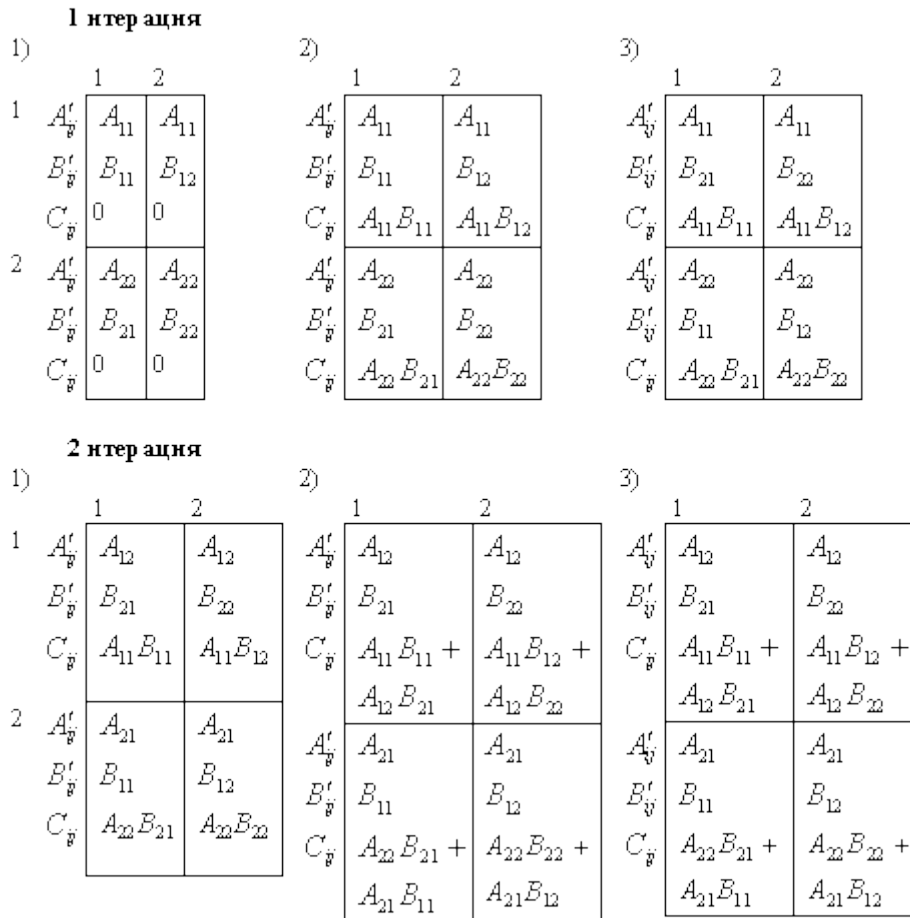 1 итерация
1) 2) 3)
1 2 1 2 1 2
1 A'ij A11 A11 A'ij A11 A11 A'ij A11 A11
B'ij B11 B12 B'ij B11 B12 B'ij B21 B22
Cij 0 0 Cij A11B11 A11B12 Cij A11B11 A11B12
2 A'ij A22 A22 A'ij A22 A22 A'ij A22 A22
B'ij B21 B22 B'ij B21 B22 B'ij B11 B12
Cij 0 0 Cij A22B21 A22B22 Cij A22B21 A22B22
2 итерация
1) 2) 3)
1 2 1 2 1 2
1 A'ij A12 A12 A'ij A12 A12 A'ij A12 A12
B'ij B21 B22 B'ij B21 B22 B'ij B21 B22
Cij A11B11 A11B12 Cij A11B11 + A11B12 + Cij A11B11 + A11B12 +
A12B21 A12B22 A12B21 A12B22
2 A'ij A21 A21 A'ij A21 A21 A'ij A21 A21
B'ij B11 B12 B'ij B11 B12 B'ij B11 B12
Cij A22B21 A22B22 Cij A22B21 + A22B22 + Cij A22B21 + A22B22 +
A21B11 A21B12 A21B11 A21B12